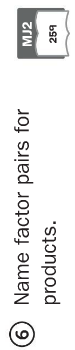 ⑥ Name factor pairs for
products.
MJ2
259